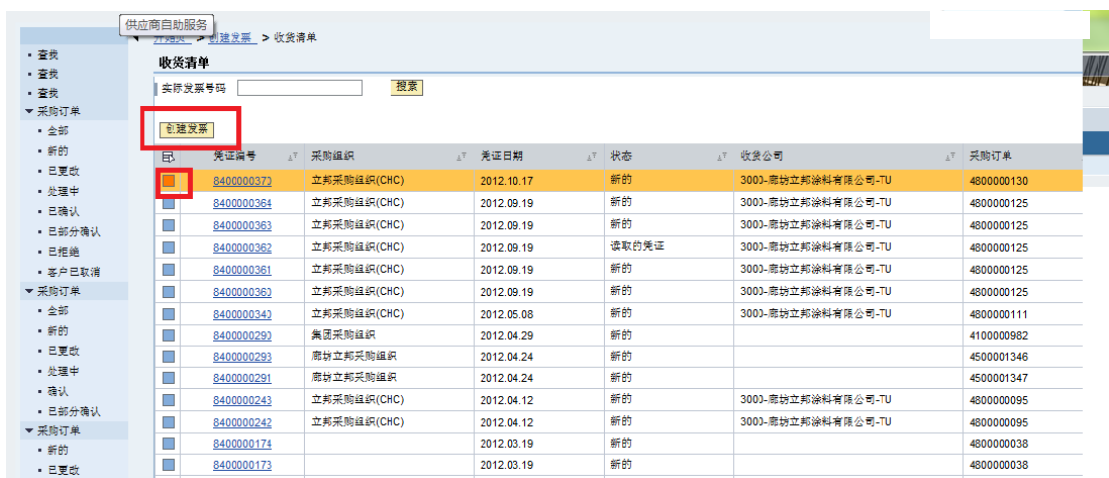 供应商自助服务
开始页 > 创建发票 > 收货清单
查找
查找
查找
采购订单
全部
新的
已更改
处理中
已确认
已部分确认
已拒绝
客户已取消
采购订单
全部
新的
已更改
处理中
确认
已部分确认
采购订单
新的
已更改
收货清单
实际发票号码 搜索
创建发票
凭证编号 采购组织 凭证日期 状态 收货公司 采购订单
8400000373 立邦采购组织(CHC) 2012.10.17 新的 3000-廊坊立邦涂料有限公司-TU 4800000130
8400000364 立邦采购组织(CHC) 2012.09.19 新的 3000-廊坊立邦涂料有限公司-TU 4800000125
8400000363 立邦采购组织(CHC) 2012.09.19 新的 3000-廊坊立邦涂料有限公司-TU 4800000125
8400000362 立邦采购组织(CHC) 2012.09.19 读取的凭证 3000-廊坊立邦涂料有限公司-TU 4800000125
8400000361 立邦采购组织(CHC) 2012.09.19 新的 3000-廊坊立邦涂料有限公司-TU 4800000125
8400000360 立邦采购组织(CHC) 2012.09.19 新的 3000-廊坊立邦涂料有限公司-TU 4800000125
8400000340 立邦采购组织(CHC) 2012.05.08 新的 3000-廊坊立邦涂料有限公司-TU 4800000111
8400000290 集团采购组织 2012.04.29 新的 4100000982
8400000293 廊坊立邦采购组织 2012.04.24 新的 4500001346
8400000291 廊坊立邦采购组织 2012.04.24 新的 4500001347
8400000243 立邦采购组织(CHC) 2012.04.12 新的 3000-廊坊立邦涂料有限公司-TU 4800000095
8400000242 立邦采购组织(CHC) 2012.04.12 新的 3000-廊坊立邦涂料有限公司-TU 4800000095
8400000174 2012.03.19 新的 4800000038
8400000173 2012.03.19 新的 4800000038